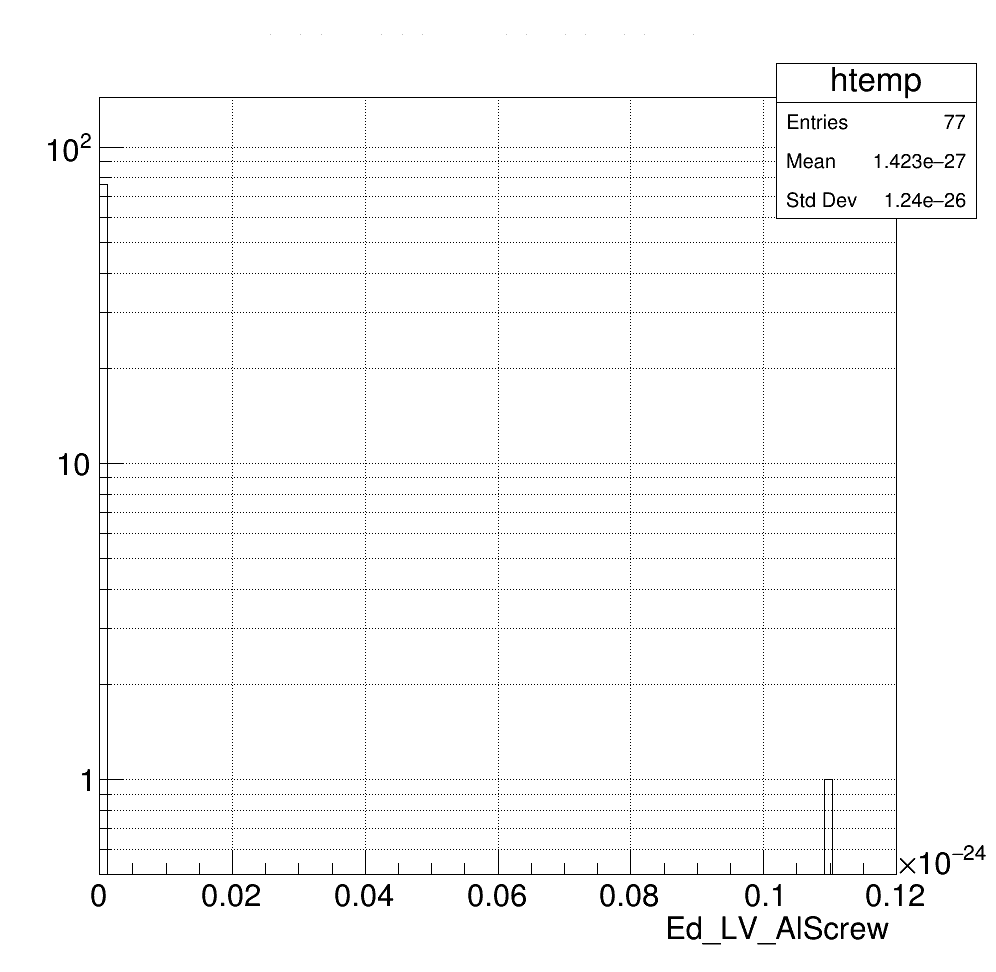 htemp
Entries 77
Mean 1.423e−27
Std Dev 1.24e−26
10²
10
1
0 0.02 0.04 0.06 0.08 0.1 0.12
×10⁻²⁴
Ed_LV_AlScrew